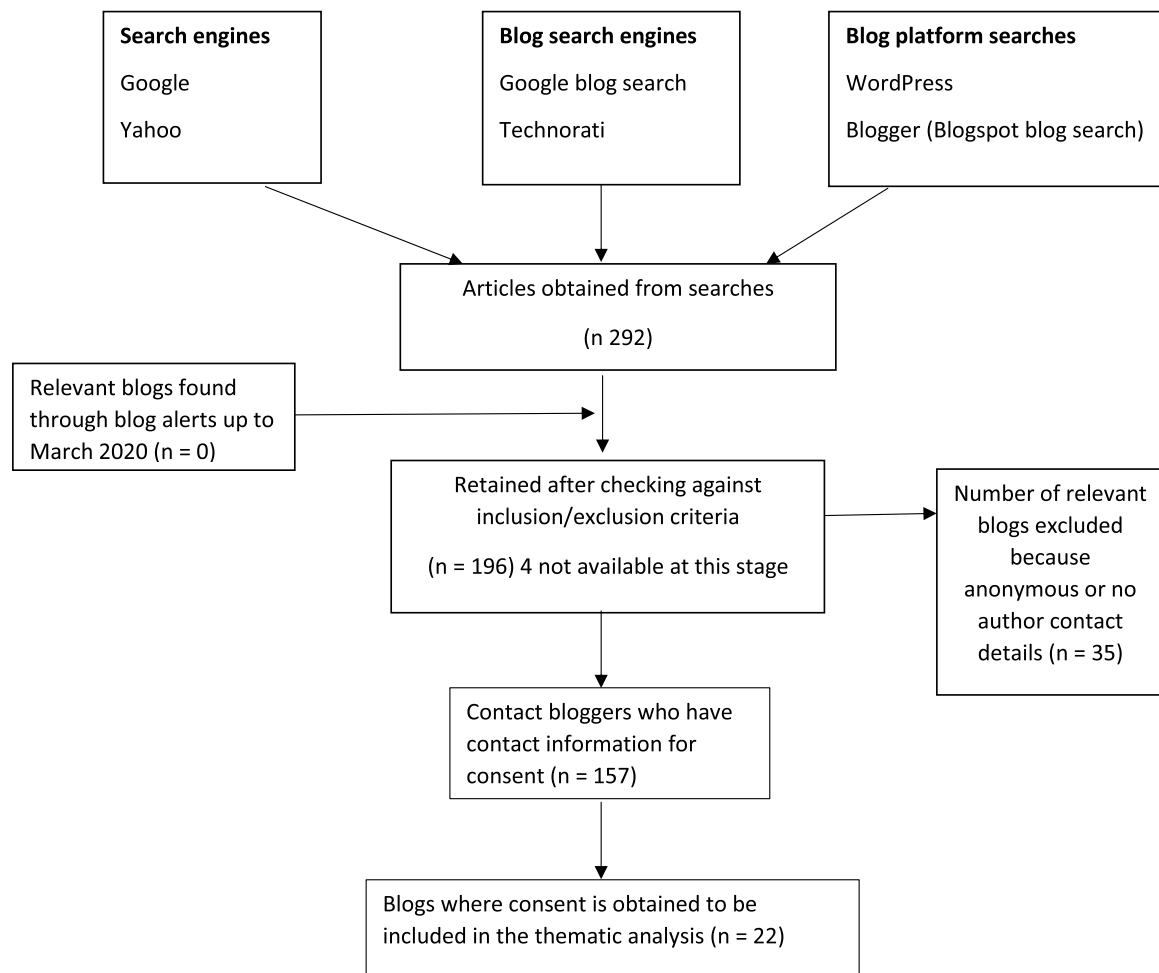 Search engines
Google
Yahoo
Blog search engines
Google blog search
Technorati
Blog platform searches
WordPress
Blogger (Blogspot blog search)
Articles obtained from searches
(n 292)
Relevant blogs found
through blog alerts up to
March 2020 (n = 0)
Retained after checking against
inclusion/exclusion criteria
(n = 196) 4 not available at this stage
Number of relevant
blogs excluded
because
anonymous or no
author contact
details (n = 35)
Contact bloggers who have
contact information for
consent (n = 157)
Blogs where consent is obtained to be
included in the thematic analysis (n = 22)